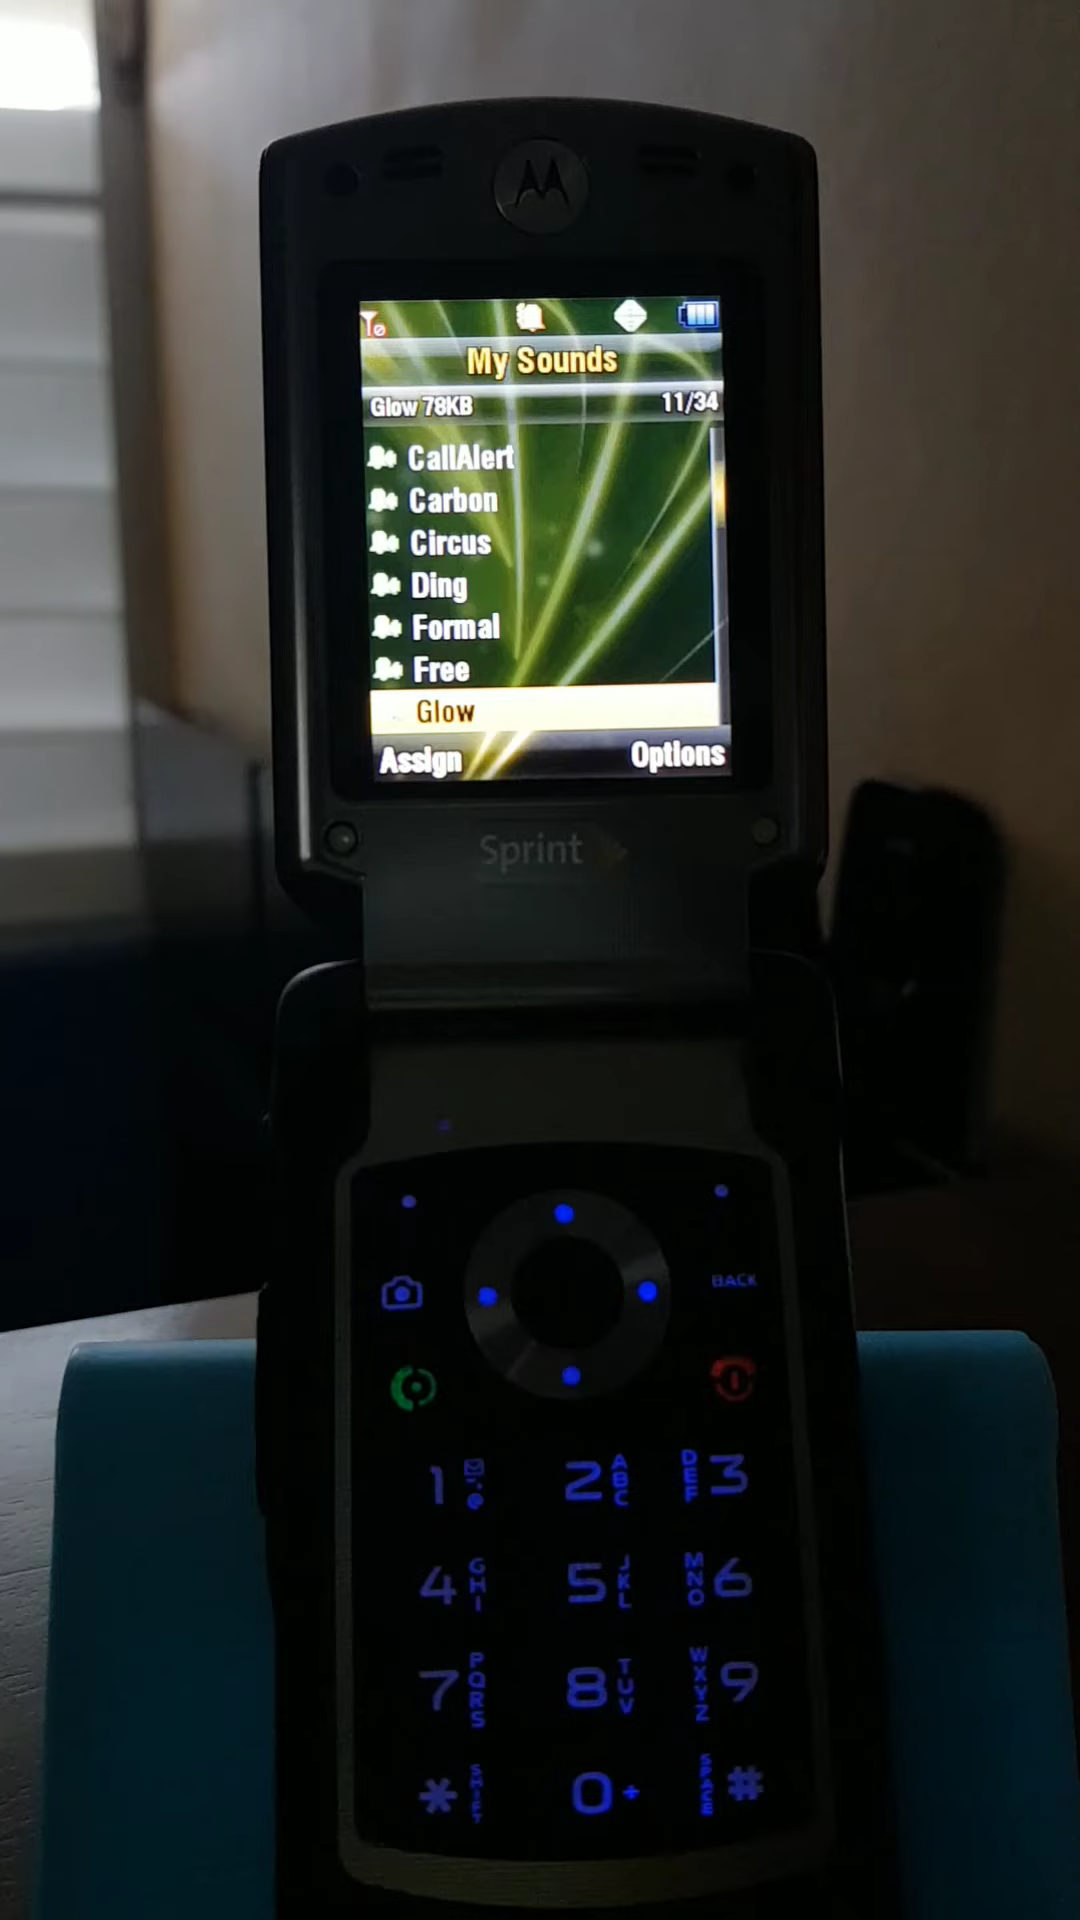 My Sounds
Glow 78KB 11/34
CallAlert
Carbon
Circus
Ding
Formal
Free
Glow
Assign Options
Sprint
BACK
1 2 ABC DEF 3
4 GHI 5 JKL MNO 6
7 PQRS 8 TUV WXYZ 9
* SHIFT 0 + SPACE #